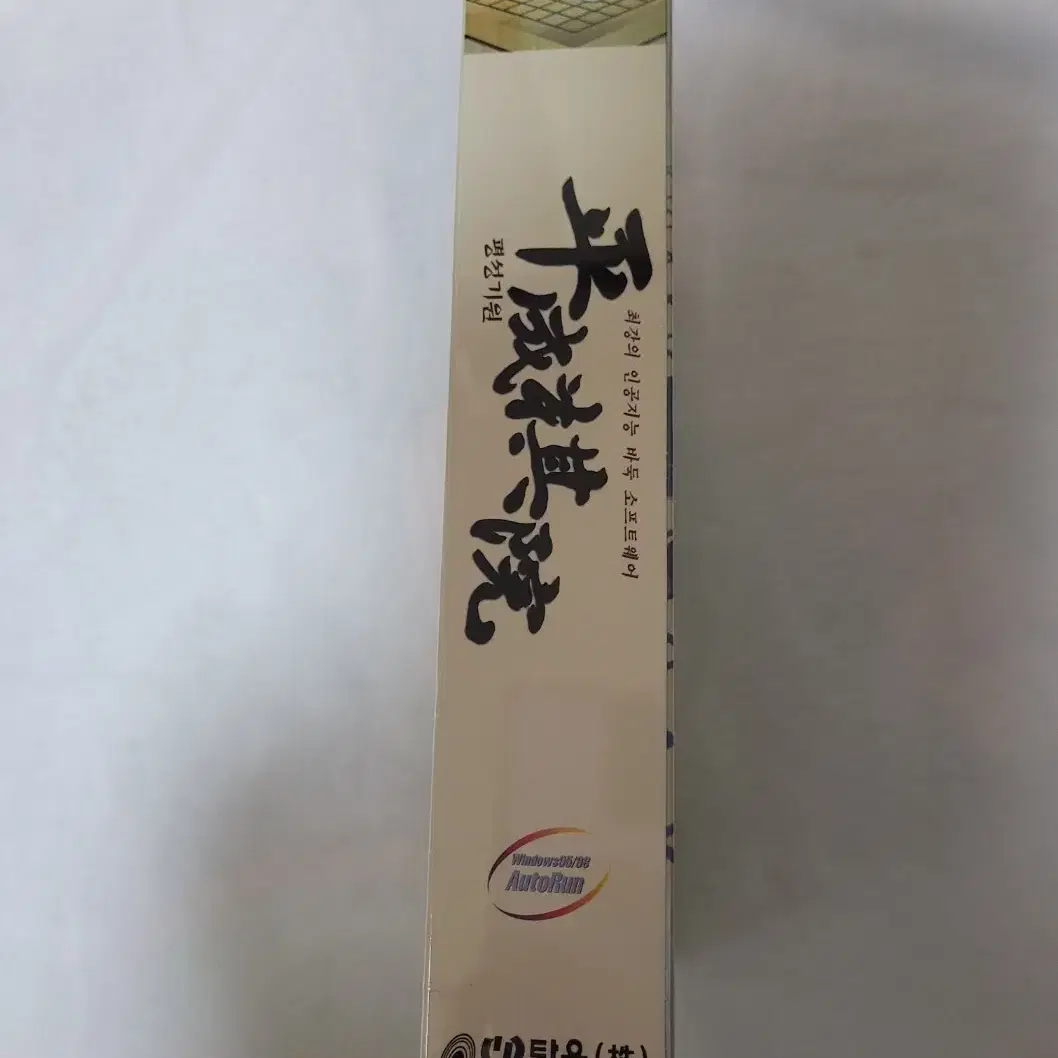 최강의 인공지능 바둑 소프트웨어
平成棋院
평성기원
Windows95/98
AutoRun